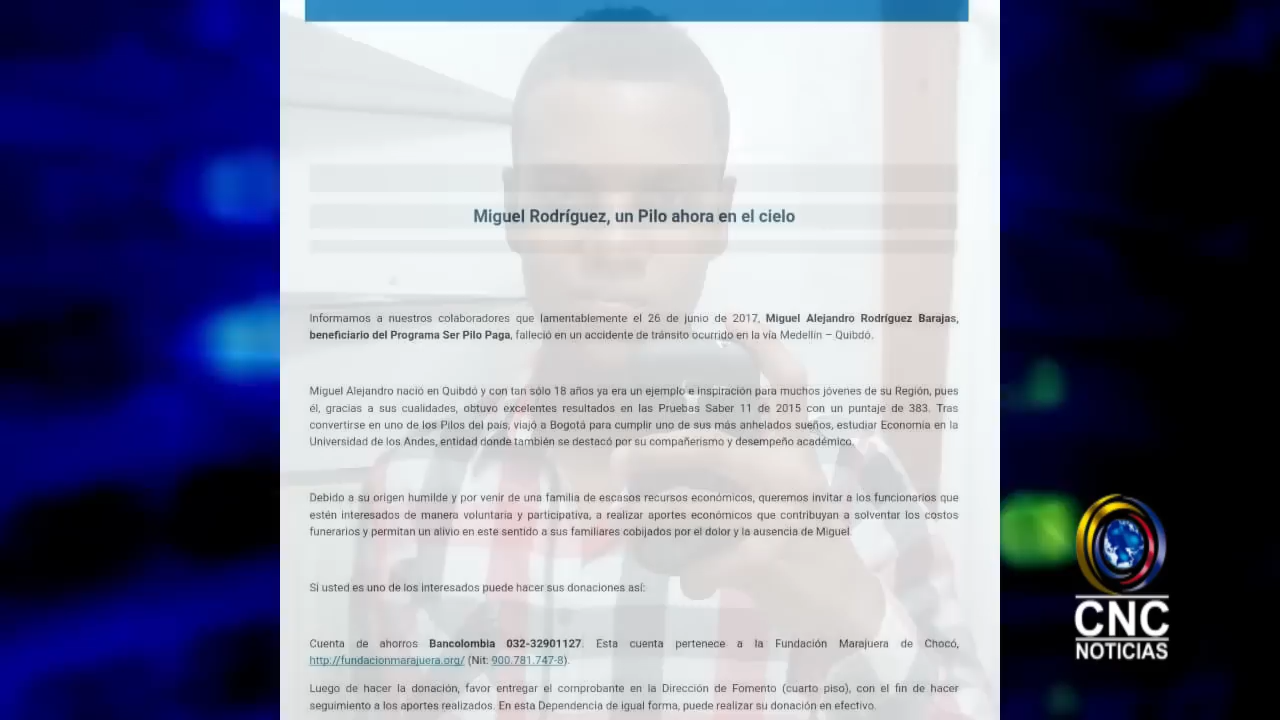 Miguel Rodríguez, un Pilo ahora en el cielo
Informamos a nuestros colaboradores que lamentablemente el 26 de junio de 2017, Miguel Alejandro Rodríguez Barajas,
beneficiario del Programa Ser Pilo Paga, falleció en un accidente de tránsito ocurrido en la vía Medellín – Quibdó.
Miguel Alejandro nació en Quibdó y con tan sólo 18 años ya era un ejemplo e inspiración para muchos jóvenes de su Región, pues
él, gracias a sus cualidades, obtuvo excelentes resultados en las Pruebas Saber 11 de 2015 con un puntaje de 383. Tras
convertirse en uno de los Pilos del país, viajó a Bogotá para cumplir uno de sus más anhelados sueños, estudiar Economía en la
Universidad de los Andes, entidad donde también se destacó por su compañerismo y desempeño académico.
Debido a su origen humilde y por venir de una familia de escasos recursos económicos, queremos invitar a los funcionarios que
estén interesados de manera voluntaria y participativa, a realizar aportes económicos que contribuyan a solventar los costos
funerarios y permitan un alivio en este sentido a sus familiares cobijados por el dolor y la ausencia de Miguel.
Si usted es uno de los interesados puede hacer sus donaciones así:
Cuenta de ahorros Bancolombia 032-32901127. Esta cuenta pertenece a la Fundación Marajuera de Chocó,
http://fundacionmarajuera.org/ (Nit: 900.781.747-8).
Luego de hacer la donación, favor entregar el comprobante en la Dirección de Fomento (cuarto piso), con el fin de hacer
seguimiento a los aportes realizados. En esta Dependencia de igual forma, puede realizar su donación en efectivo.
CNC
NOTICIAS